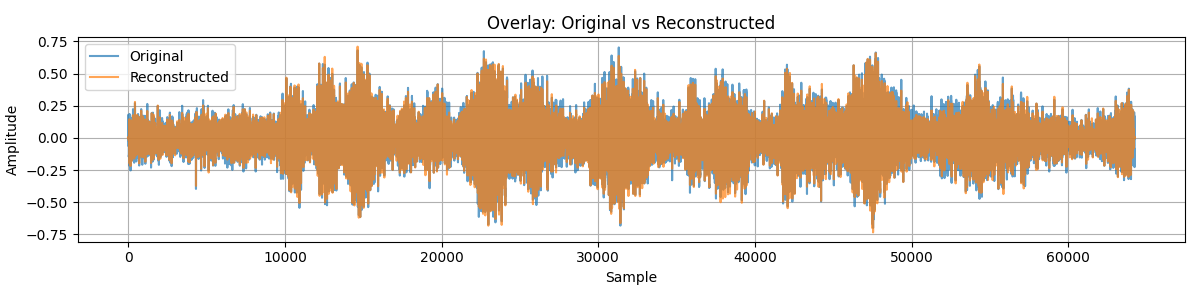 Overlay: Original vs Reconstructed
Original
Reconstructed
Amplitude
0.75
0.50
0.25
0.00
−0.25
−0.50
−0.75
0 10000 20000 30000 40000 50000 60000
Sample